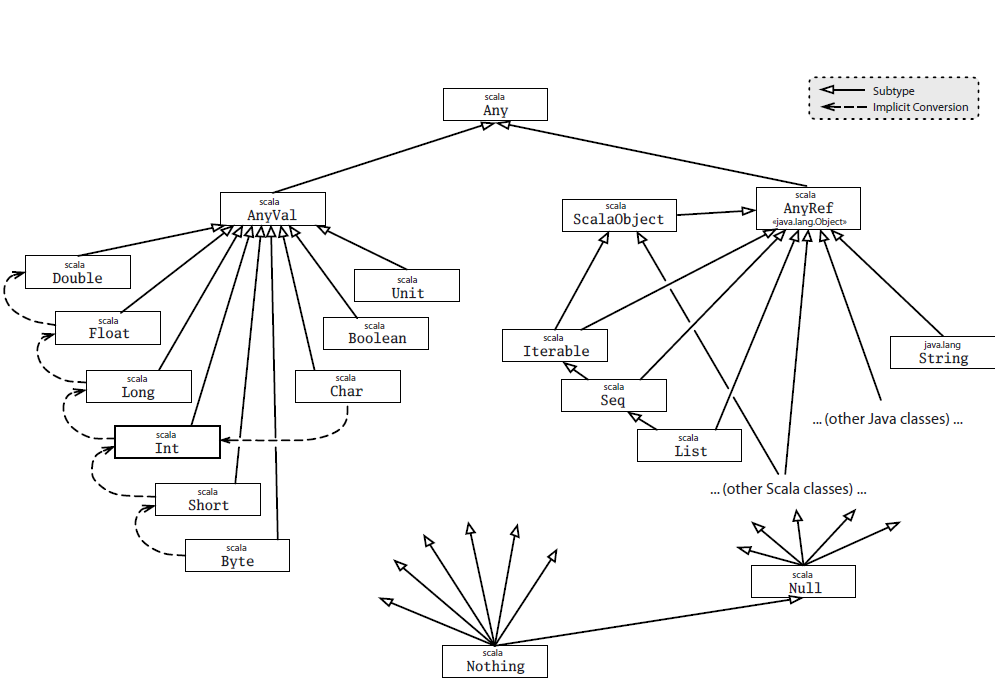 scala
Any
Subtype
Implicit Conversion
scala
AnyVal
scala
ScalaObject
scala
AnyRef
«java.lang.Object»
scala
Double
scala
Unit
scala
Float
scala
Boolean
scala
Iterable
java.lang
String
scala
Long
scala
Char
scala
Seq
... (other Java classes) ...
scala
Int
scala
List
scala
Short
... (other Scala classes) ...
scala
Byte
scala
Null
scala
Nothing